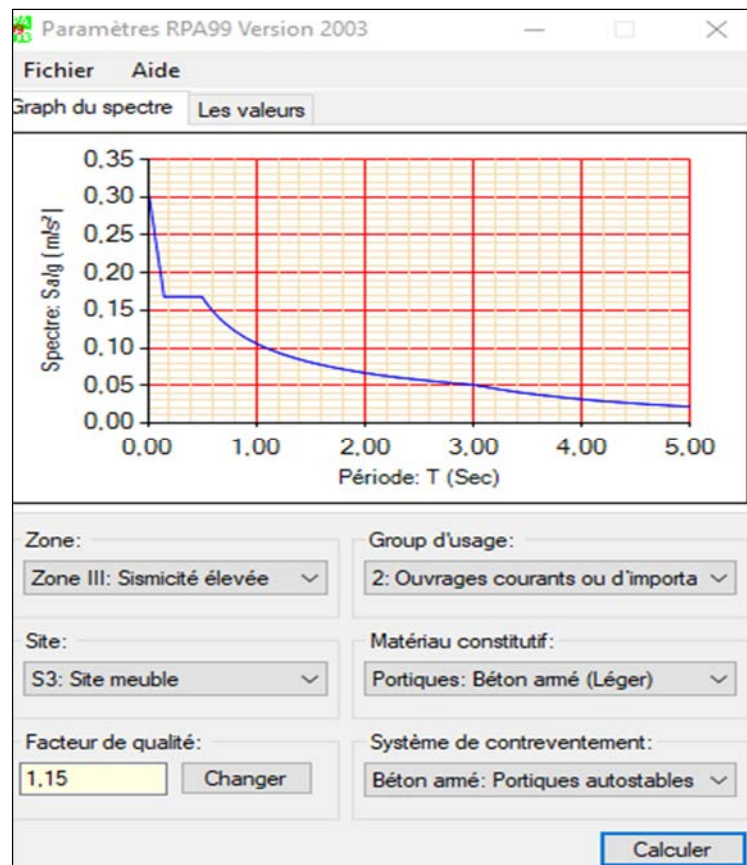 Paramètres RPA99 Version 2003
Fichier Aide
Graph du spectre Les valeurs
Spectre: Sa/g [m/s²]
0.35
0.30
0.25
0.20
0.15
0.10
0.05
0.00
0.00 1.00 2.00 3.00 4.00 5.00
Période: T (Sec)
Zone:
Zone III: Sismicité élevée
Group d'usage:
2: Ouvrages courants ou d'importa
Site:
S3: Site meuble
Matériau constitutif:
Portiques: Béton armé (Léger)
Facteur de qualité:
1.15 Changer
Système de contreventement:
Béton armé: Portiques autostables
Calculer